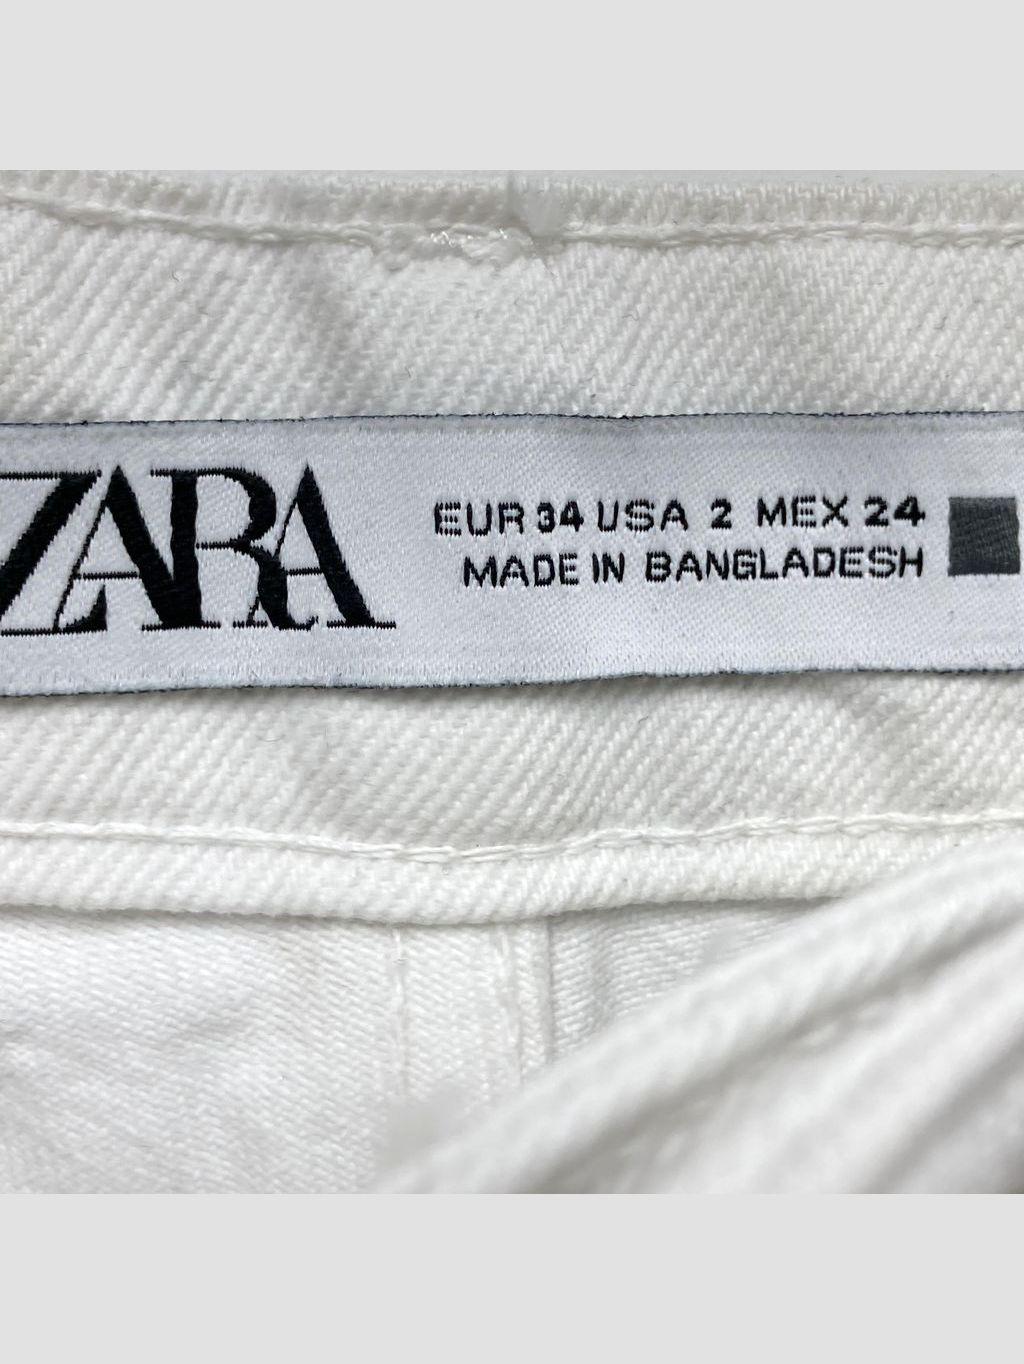 ZARA
EUR 34 USA 2 MEX 24
MADE IN BANGLADESH